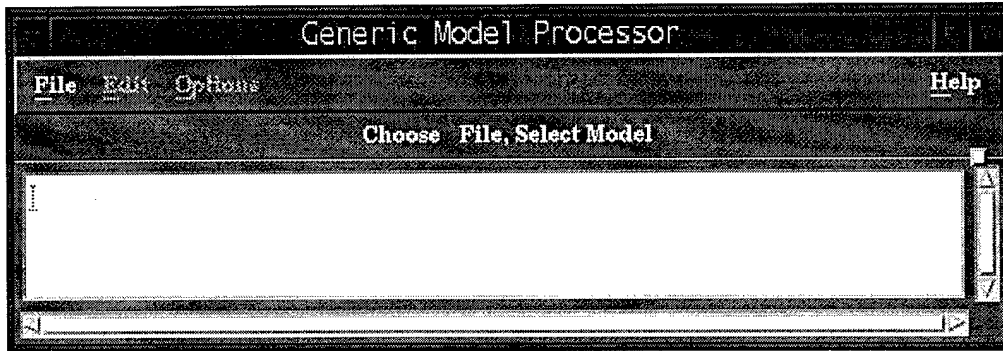 Generic Model Processor
File Edit Options Help
Choose File, Select Model